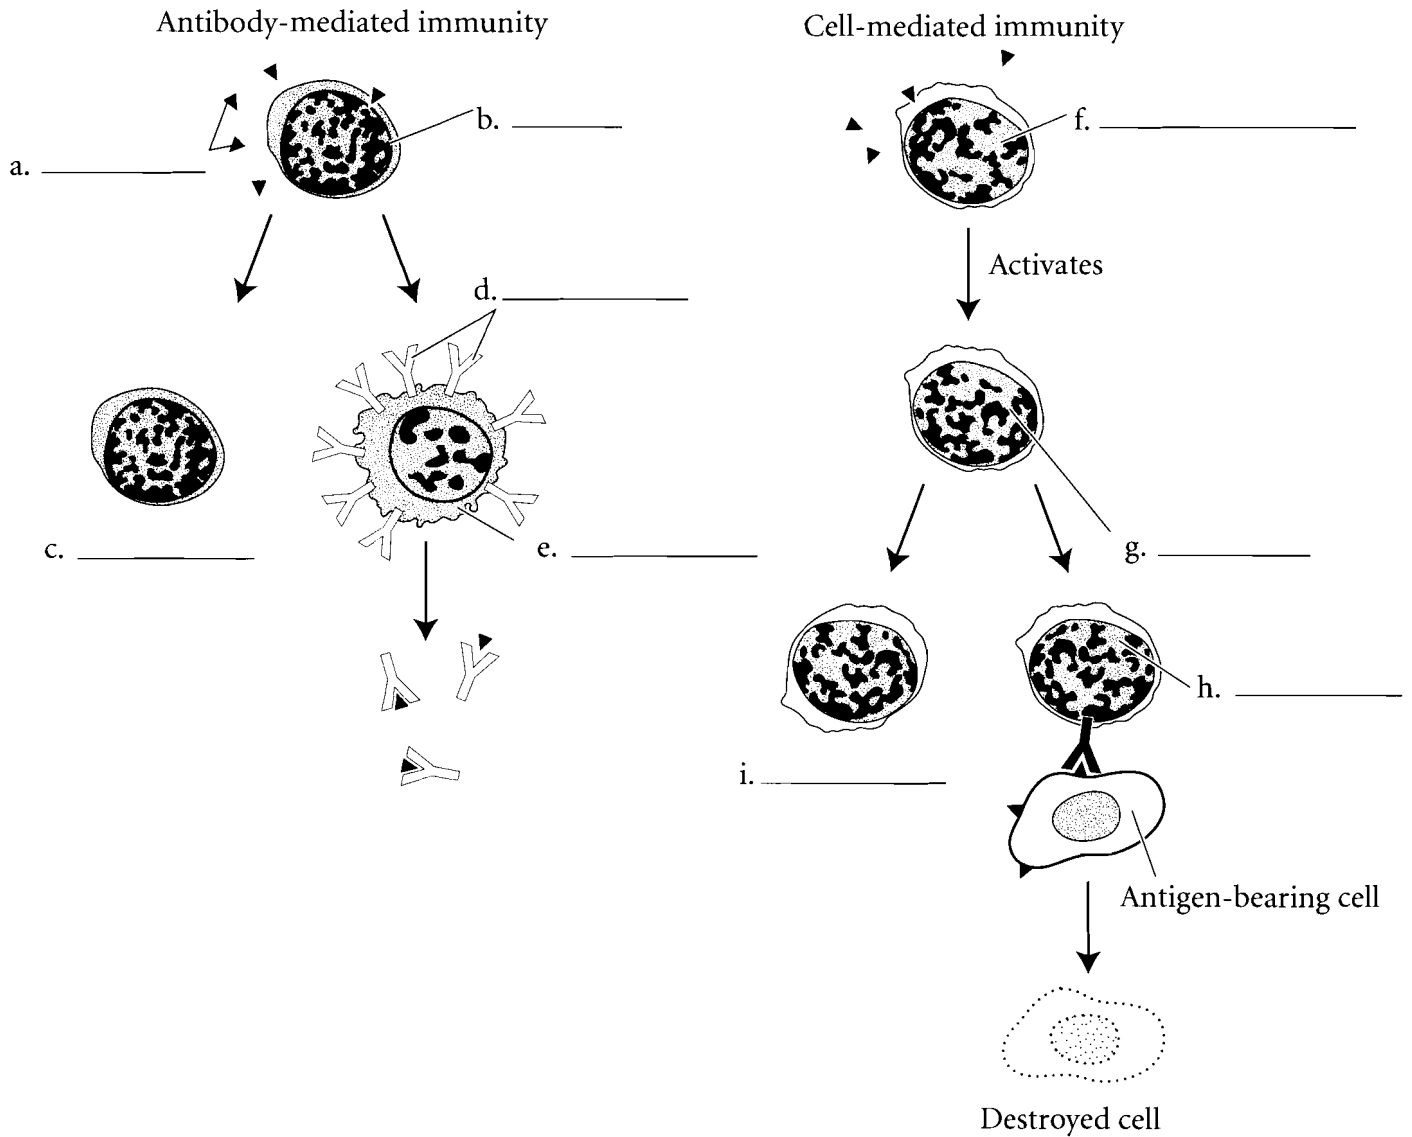 Antibody-mediated immunity
Cell-mediated immunity
a.
b.
f.
Activates
d.
c.
e.
g.
h.
i.
Antigen-bearing cell
Destroyed cell